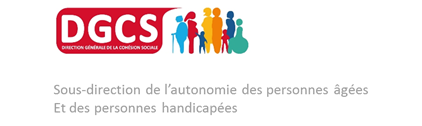 DGCS
DIRECTION GÉNÉRALE DE LA COHÉSION SOCIALE
Sous-direction de l'autonomie des personnes âgées
Et des personnes handicapées